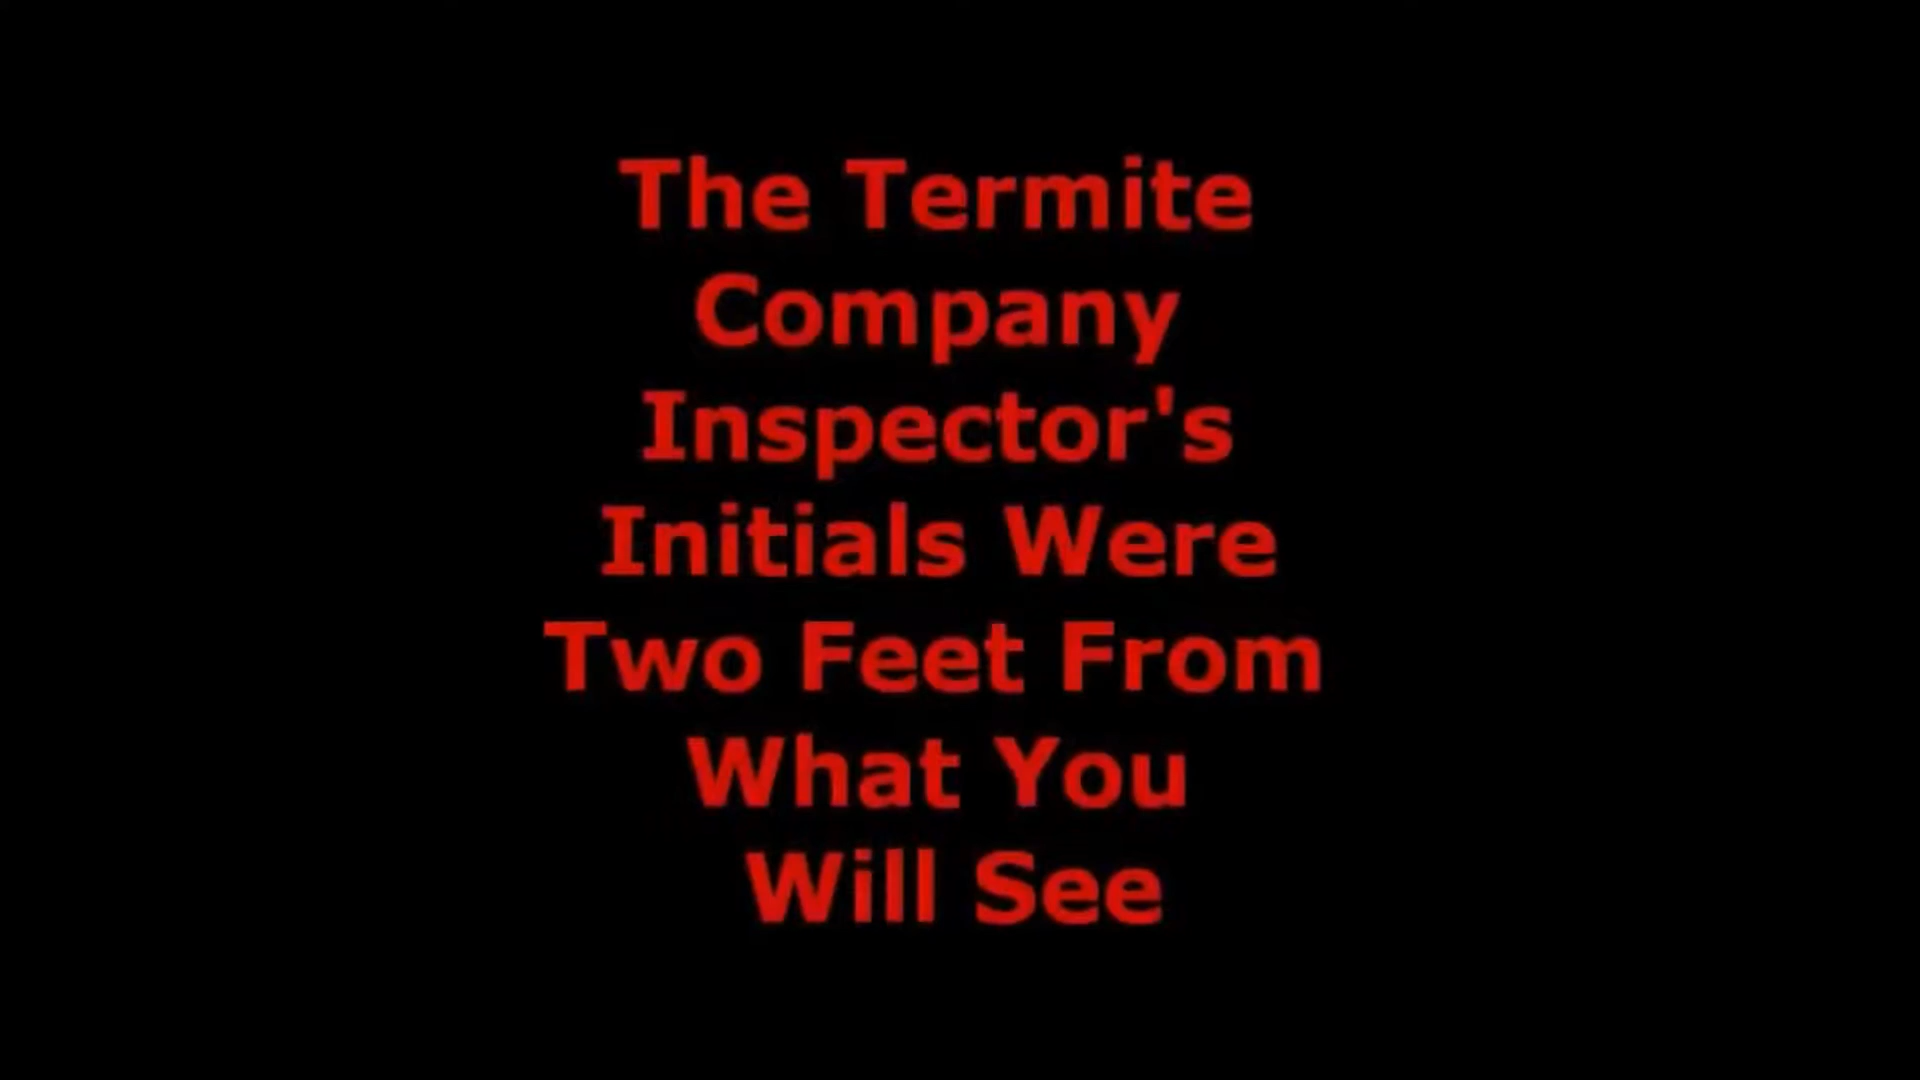 The Termite
Company
Inspector's
Initials Were
Two Feet From
What You
Will See